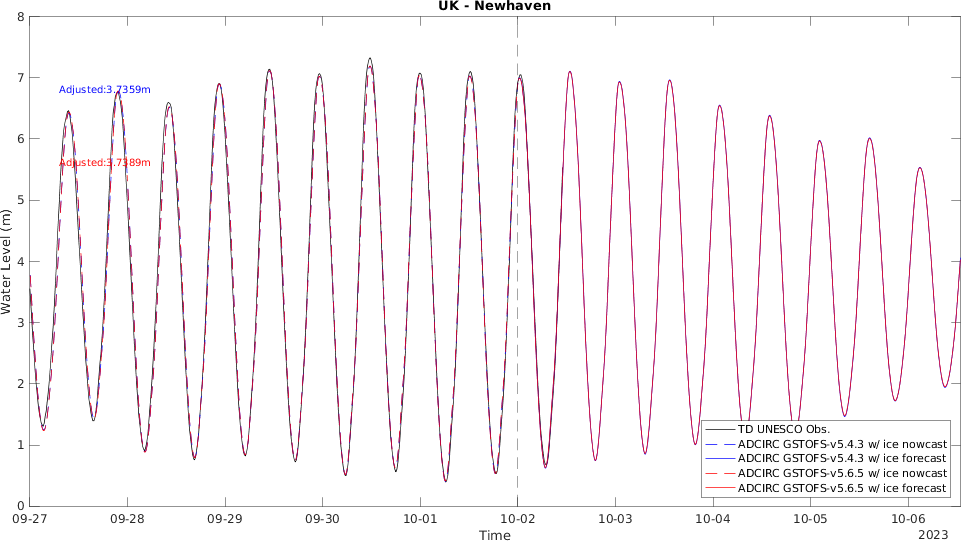 UK - Newhaven
8
7
6
5
4
3
2
1
0
Water Level (m)
Adjusted:3.7359m
Adjusted:3.7389m
TD UNESCO Obs.
ADCIRC GSTOFS-v5.4.3 w/ ice nowcast
ADCIRC GSTOFS-v5.4.3 w/ ice forecast
ADCIRC GSTOFS-v5.6.5 w/ ice nowcast
ADCIRC GSTOFS-v5.6.5 w/ ice forecast
09-27 09-28 09-29 09-30 10-01 10-02 10-03 10-04 10-05 10-06
Time
2023